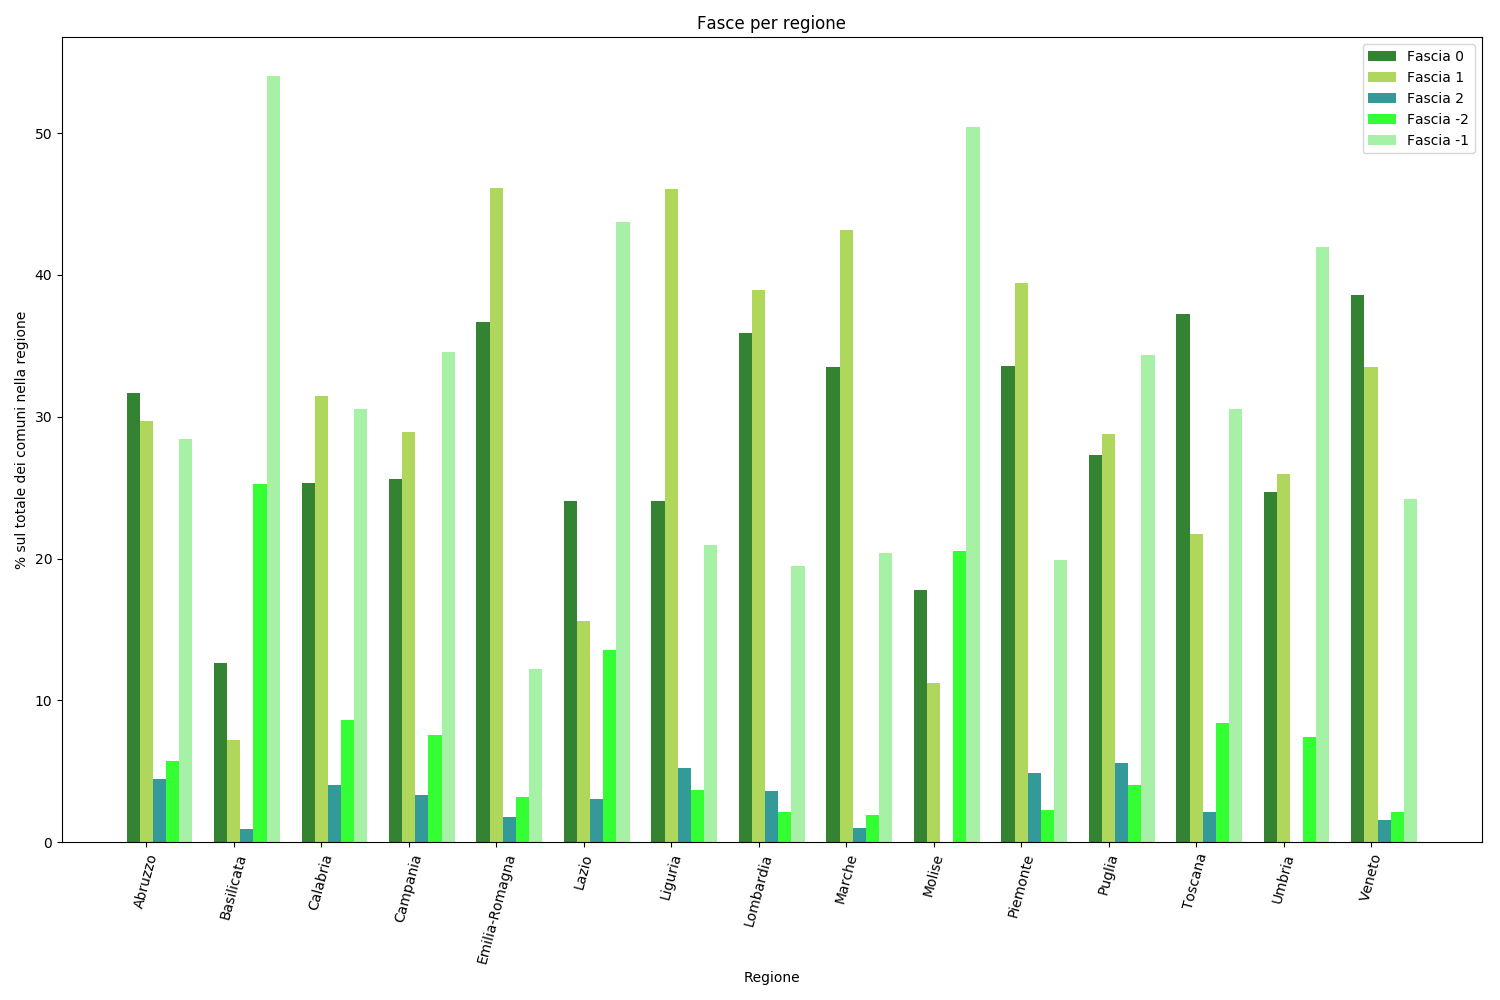 Fasce per regione
Fascia 0
Fascia 1
Fascia 2
Fascia -2
Fascia -1
% sul totale dei comuni nella regione
50
40
30
20
10
0
Abruzzo
Basilicata
Calabria
Campania
Emilia-Romagna
Lazio
Liguria
Lombardia
Marche
Molise
Piemonte
Puglia
Toscana
Umbria
Veneto
Regione